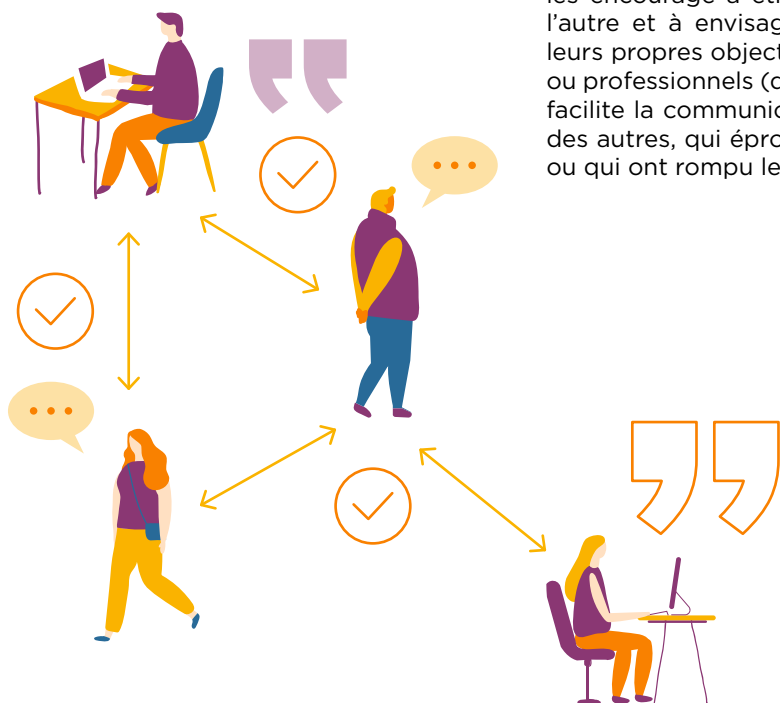 l'autre et à envisag
leurs propres object
ou professionnels (d
facilite la communic
des autres, qui épro
ou qui ont rompu le